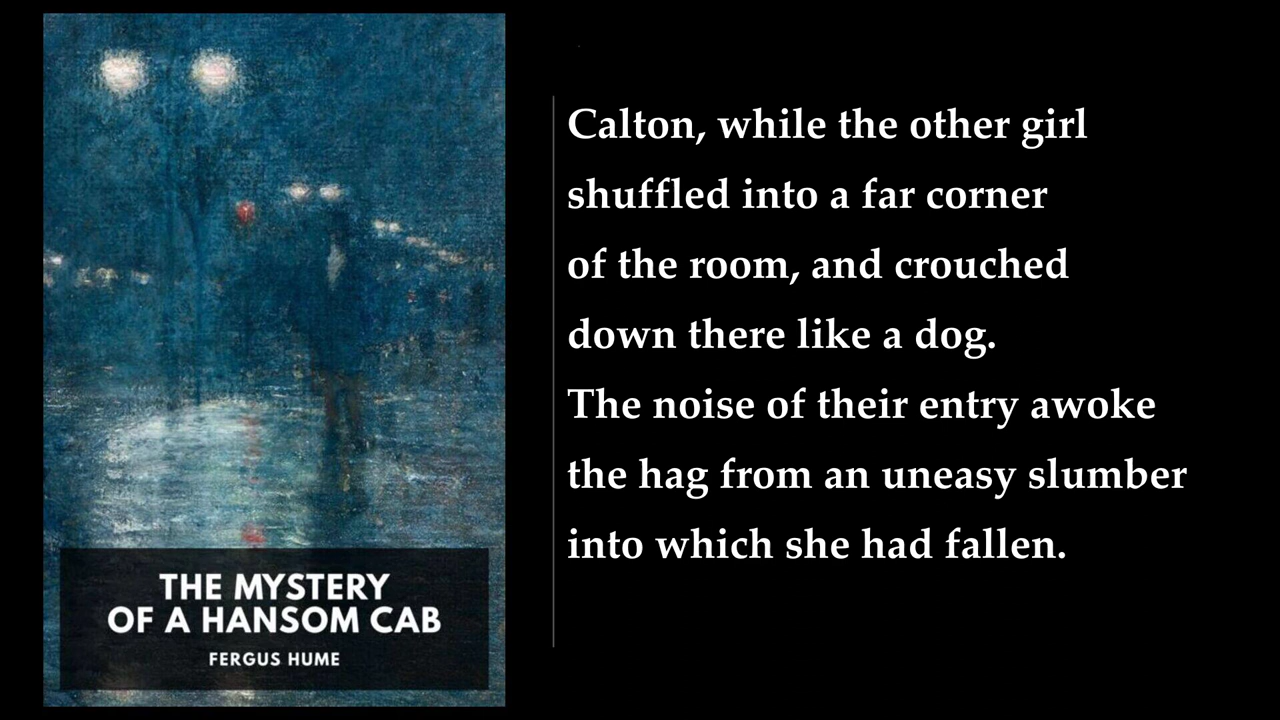 THE MYSTERY
OF A HANSOM CAB
FERGUS HUME
Calton, while the other girl
shuffled into a far corner
of the room, and crouched
down there like a dog.
The noise of their entry awoke
the hag from an uneasy slumber
into which she had fallen.